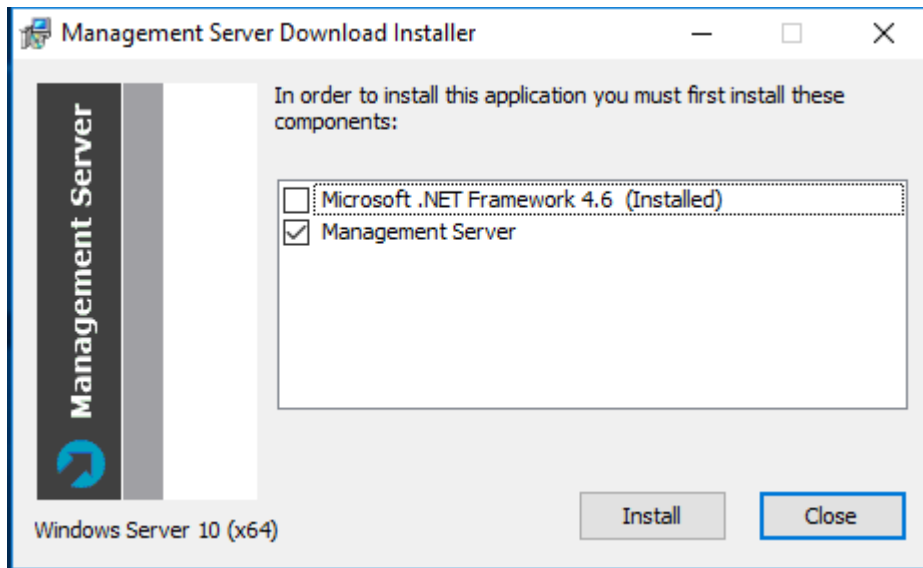 Management Server Download Installer
In order to install this application you must first install these
components:
Microsoft .NET Framework 4.6 (Installed)
Management Server
Management Server
Windows Server 10 (x64)
Install
Close